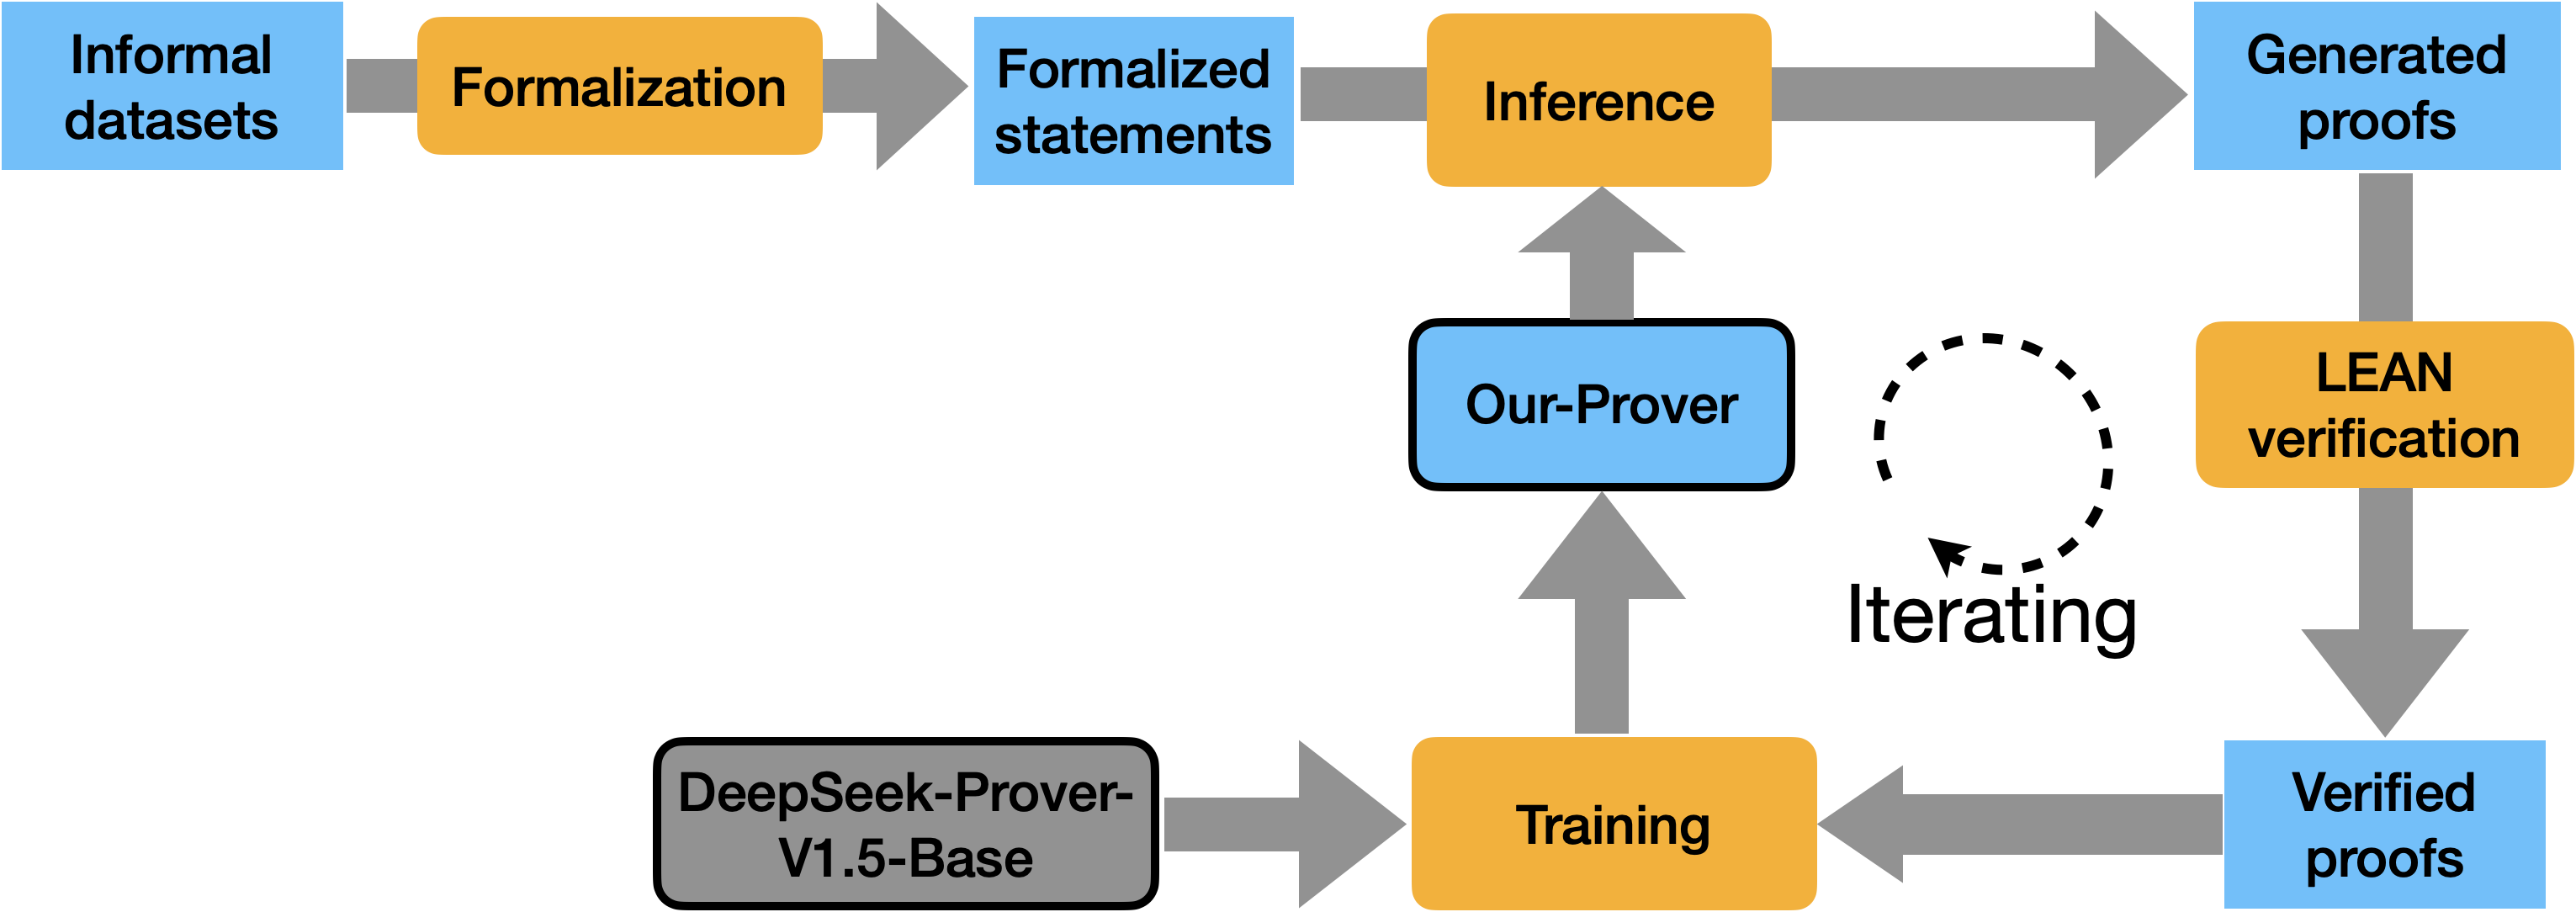 Informal
datasets
Formalization
Formalized
statements
Inference
Generated
proofs
Our-Prover
LEAN
verification
Iterating
DeepSeek-Prover-
V1.5-Base
Training
Verified
proofs